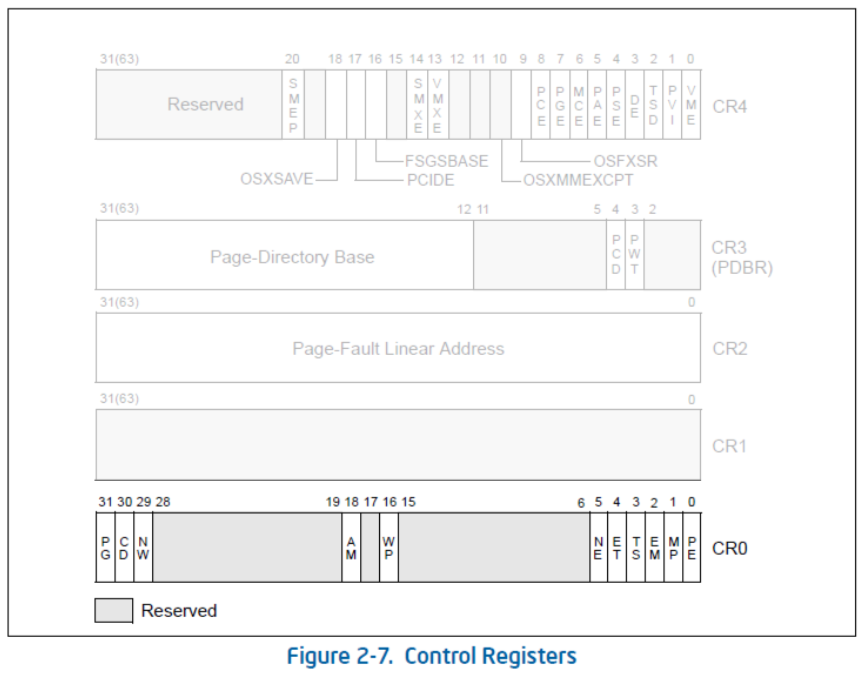 31(63) 20 18 17 16 15 14 13 12 11 10 9 8 7 6 5 4 3 2 1 0
Reserved SMEP SMXE VMXE PCE PGE MCE PAE PSE DE TSD PVI VME CR4
FSGSBASE OSFXSR
OSXSAVE PCIDE OSXMMEXCPT
31(63) 12 11 5 4 3 2
Page-Directory Base PCD PWT CR3
(PDBR)
31(63) 0
Page-Fault Linear Address CR2
31(63) 0
CR1
31 30 29 28 19 18 17 16 15 6 5 4 3 2 1 0
PG CD NW AM WP NE ET TS EM MP PE CR0
Reserved
Figure 2-7. Control Registers